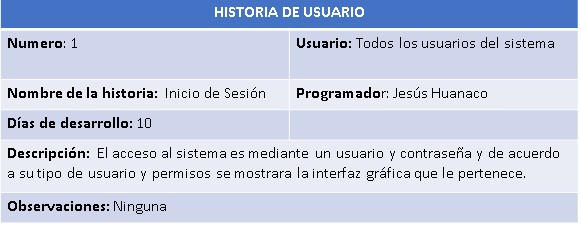 HISTORIA DE USUARIO
Numero: 1
Usuario: Todos los usuarios del sistema
Nombre de la historia: Inicio de Sesión
Programador: Jesús Huanaco
Días de desarrollo: 10
Descripción: El acceso al sistema es mediante un usuario y contraseña y de acuerdo
a su tipo de usuario y permisos se mostrara la interfaz gráfica que le pertenece.
Observaciones: Ninguna